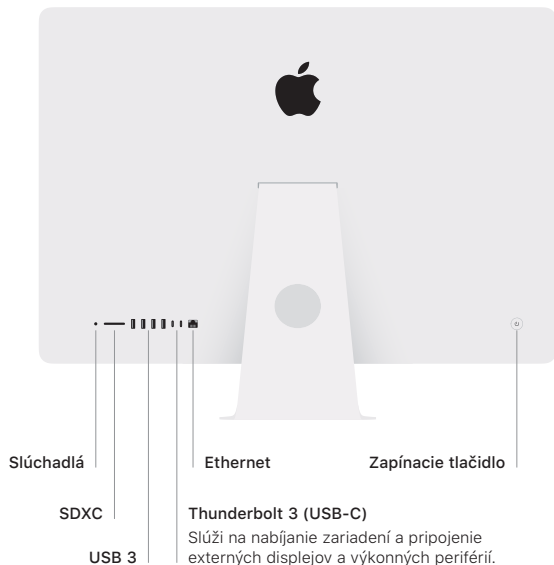 Slúchadlá
Ethernet
Zapínacie tlačidlo
SDXC
Thunderbolt 3 (USB-C)
Slúži na nabíjanie zariadení a pripojenie
externých displejov a výkonných periférií.
USB 3